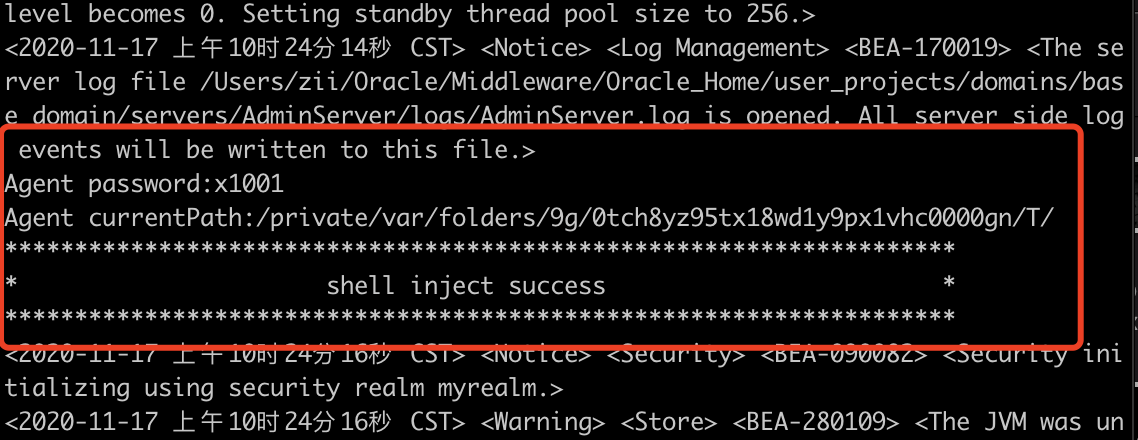 level becomes 0. Setting standby thread pool size to 256.>
<2020-11-17 上午10时24分14秒 CST> <Notice> <Log Management> <BEA-170019> <The se
rver log file /Users/zii/Oracle/Middleware/Oracle_Home/user_projects/domains/bas
e_domain/servers/AdminServer/logs/AdminServer.log is opened. All server side log
 events will be written to this file.>
Agent password:x1001
Agent currentPath:/private/var/folders/9g/0tch8yz95tx18wd1y9px1vhc0000gn/T/
********************************************************************
*                      shell inject success                        *
********************************************************************
<2020-11-17 上午10时24分16秒 CST> <Notice> <Security> <BEA-090082> <Security ini
tializing using security realm myrealm.>
<2020-11-17 上午10时24分16秒 CST> <Warning> <Store> <BEA-280109> <The JVM was un